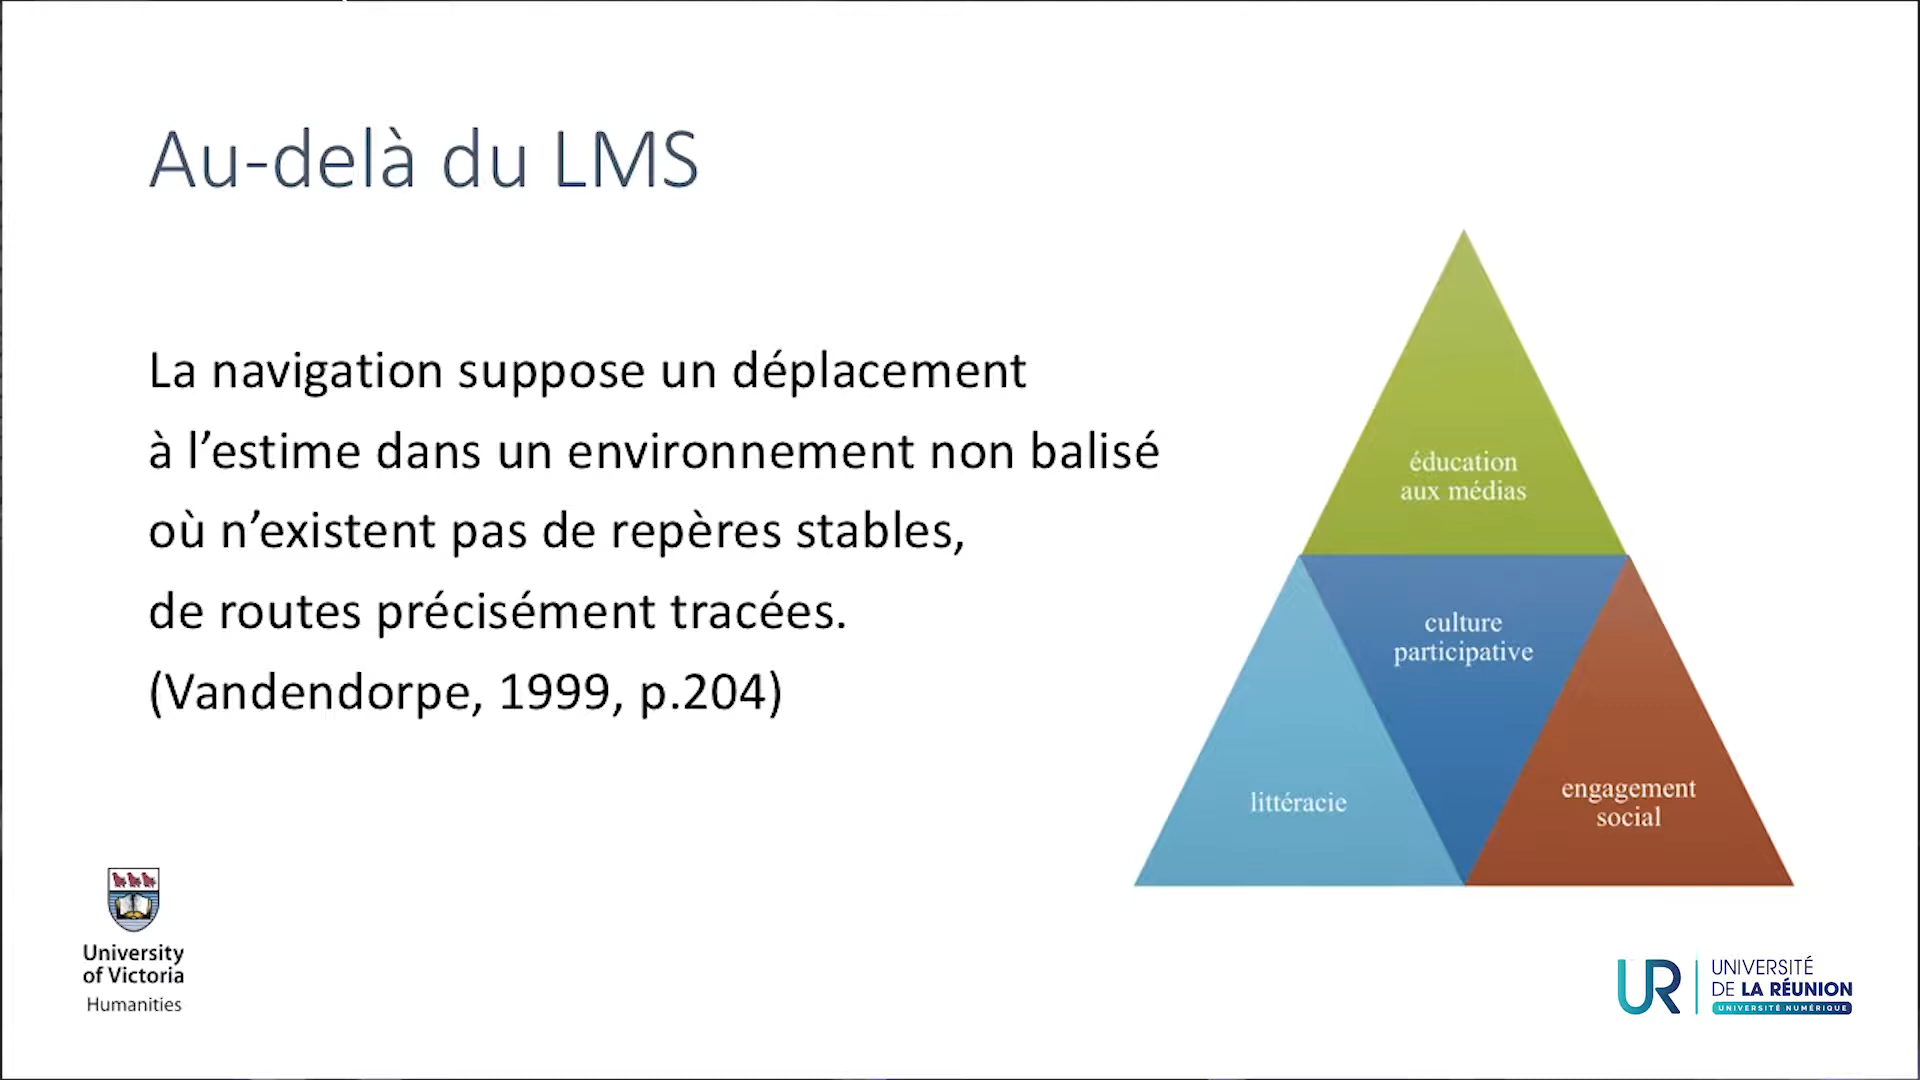 Au-delà du LMS
La navigation suppose un déplacement
à l’estime dans un environnement non balisé
où n’existent pas de repères stables,
de routes précisément tracées.
(Vandendorpe, 1999, p.204)
éducation
aux médias
culture
participative
littéracie
engagement
social
University
of Victoria
Humanities
UR
UNIVERSITÉ
DE LA RÉUNION
UNIVERSITÉ NUMÉRIQUE